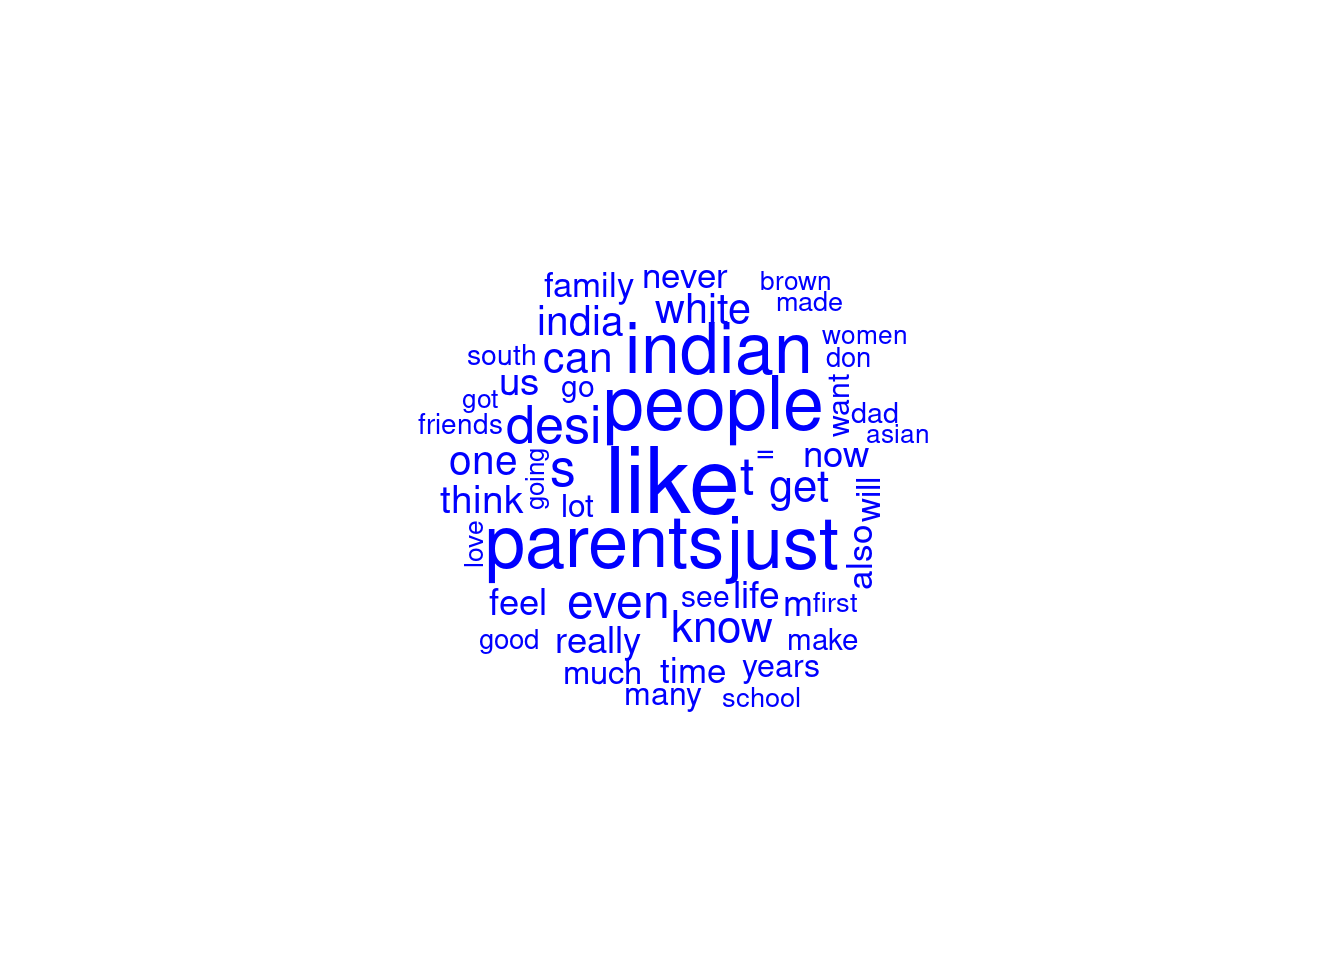 family never brown
made
india white
women
south can indian don
us go people want
got dad
friends desi asian
one going s like t = now
get
think lot will
love parents just also
feel even see life m first
good really know make
much time years
many school